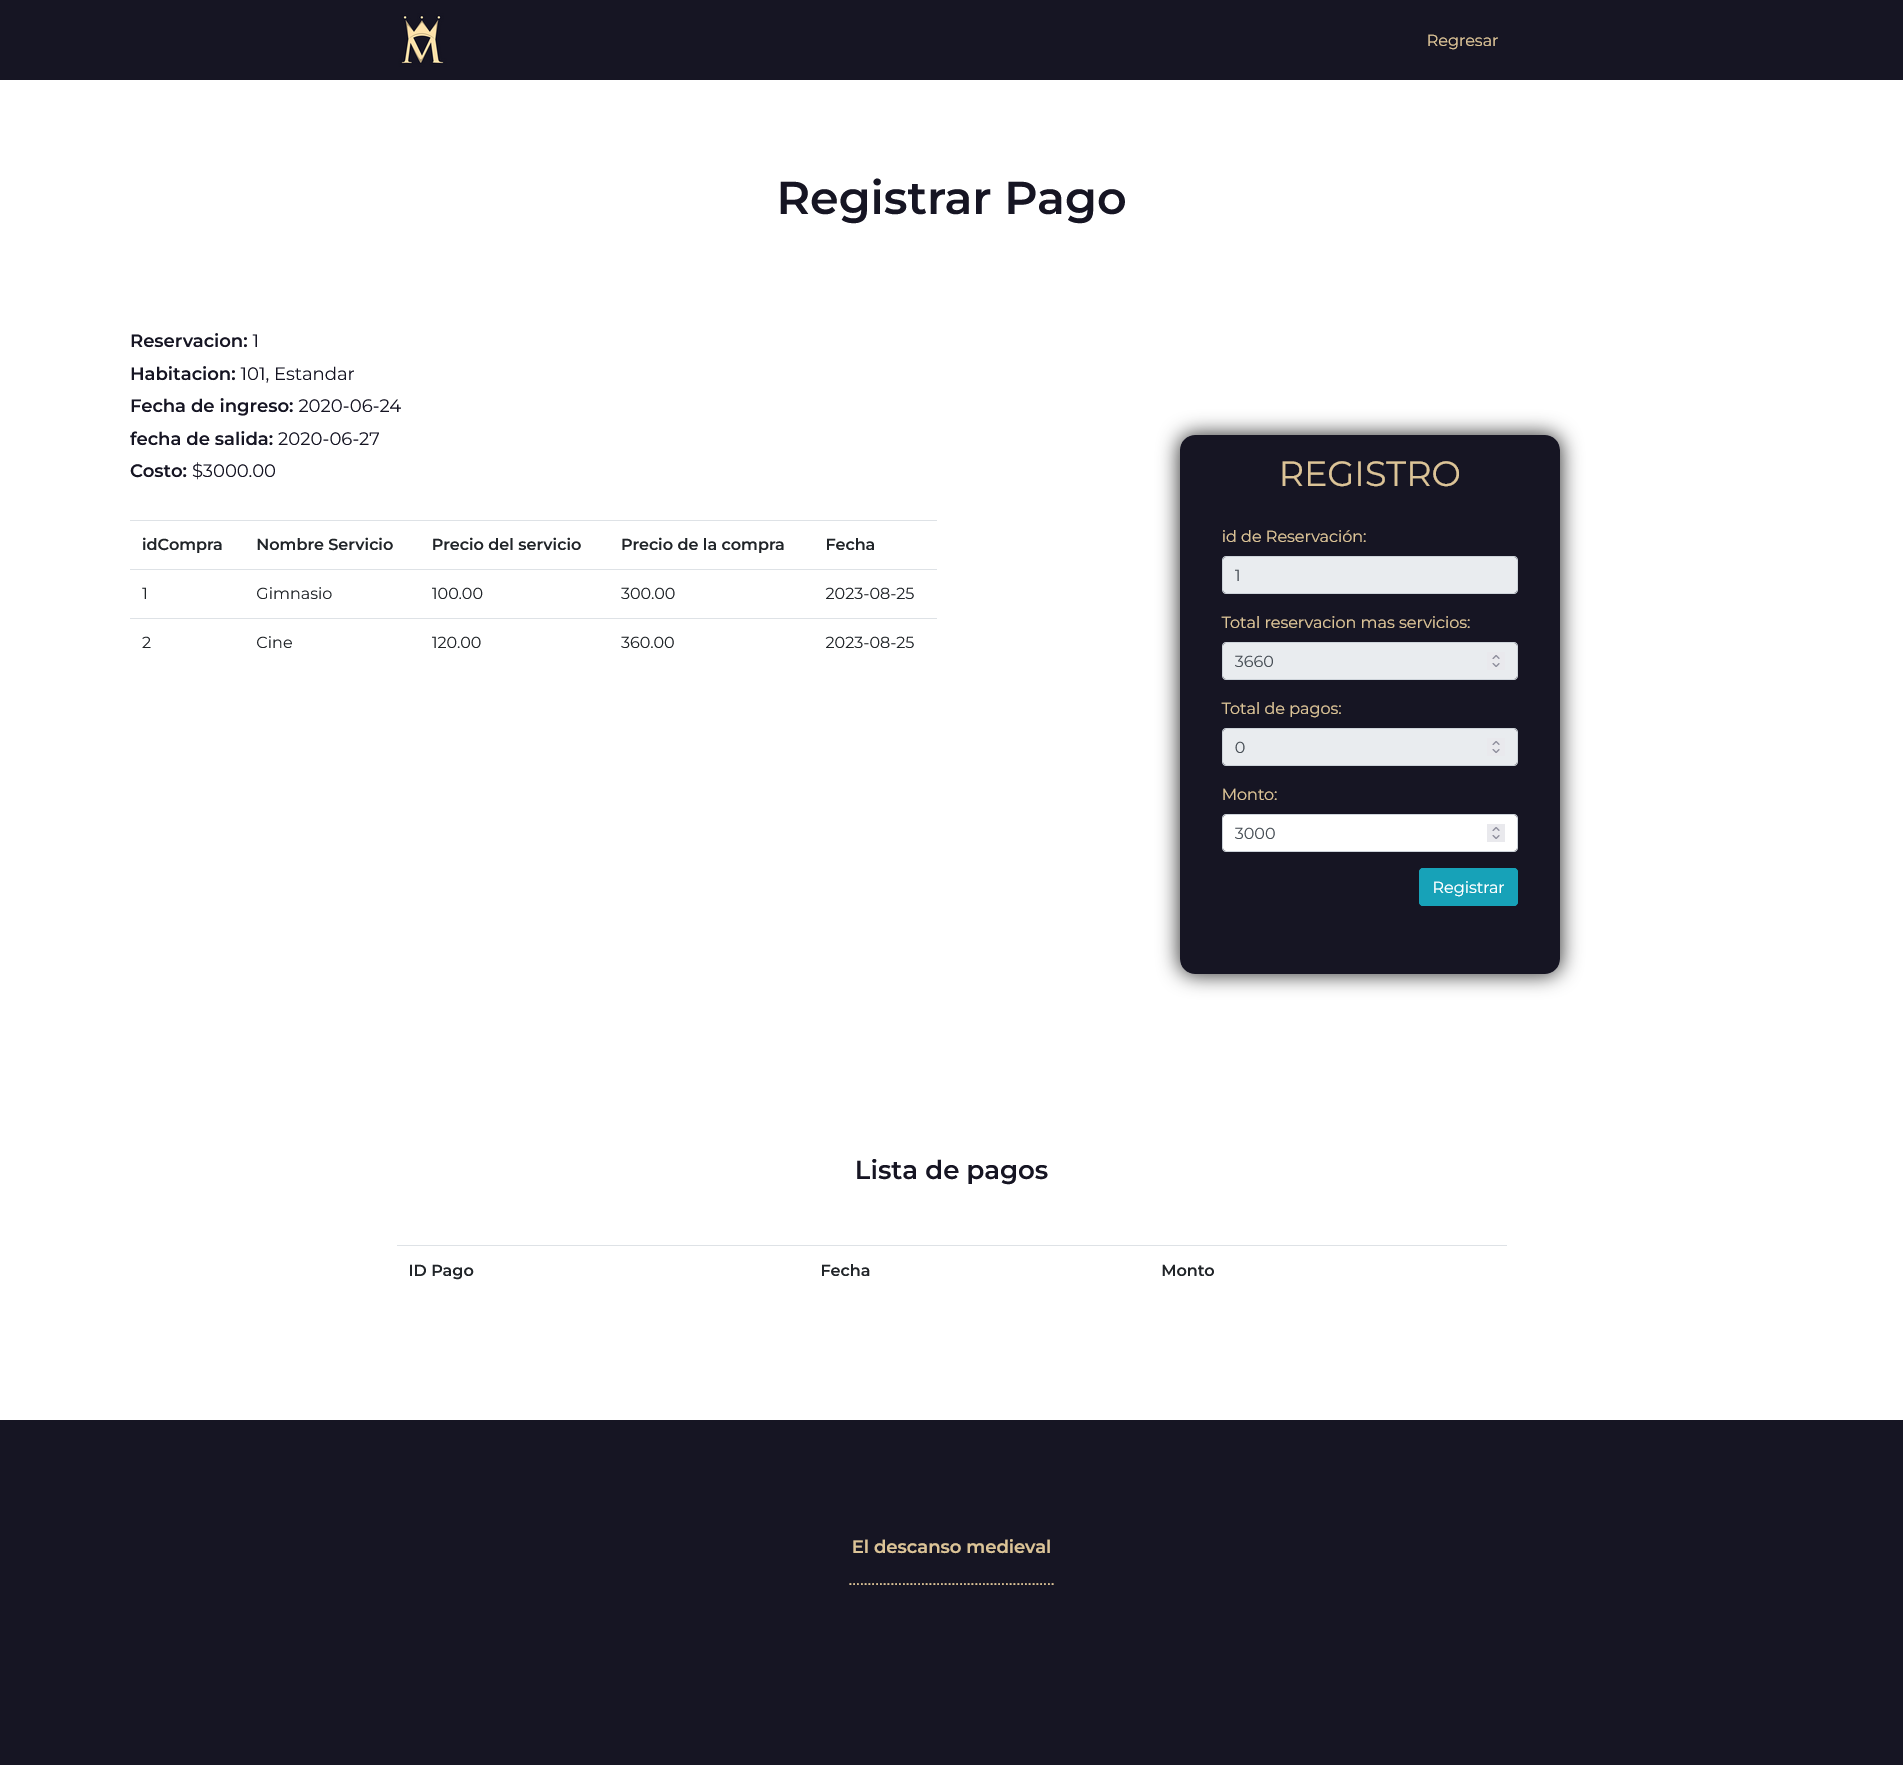 M
Regresar
Registrar Pago
Reservacion: 1
Habitacion: 101, Estandar
Fecha de ingreso: 2020-06-24
fecha de salida: 2020-06-27
Costo: $3000.00
idCompra Nombre Servicio Precio del servicio Precio de la compra Fecha
1 Gimnasio 100.00 300.00 2023-08-25
2 Cine 120.00 360.00 2023-08-25
REGISTRO
id de Reservación:
1
Total reservacion mas servicios:
3660
Total de pagos:
0
Monto:
3000
Registrar
Lista de pagos
ID Pago Fecha Monto
El descanso medieval